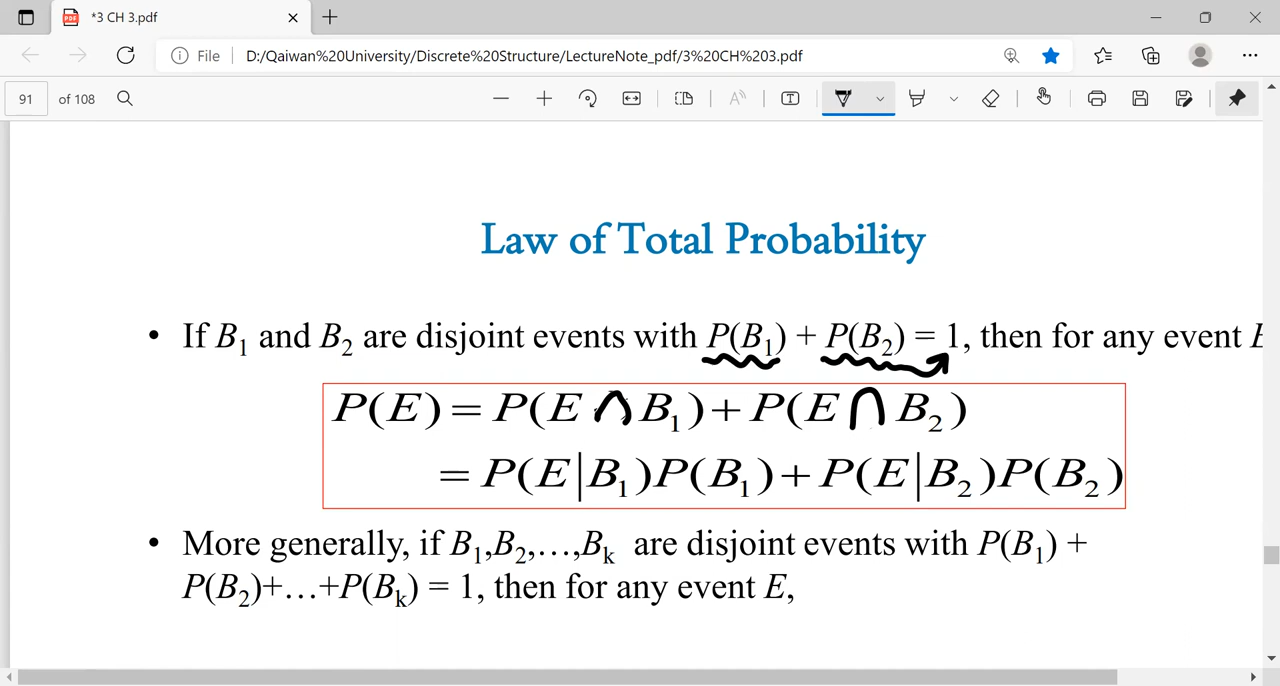 *3 CH 3.pdf
File D:/Qaiwan%20University/Discrete%20Structure/LectureNote_pdf/3%20CH%203.pdf
91 of 108
Law of Total Probability
• If B₁ and B₂ are disjoint events with P(B₁) + P(B₂) = 1, then for any event E
P(E) = P(E ∩ B₁) + P(E ∩ B₂)
= P(E|B₁)P(B₁) + P(E|B₂)P(B₂)
• More generally, if B₁,B₂,…,Bₖ are disjoint events with P(B₁) +
P(B₂)+…+P(Bₖ) = 1, then for any event E,